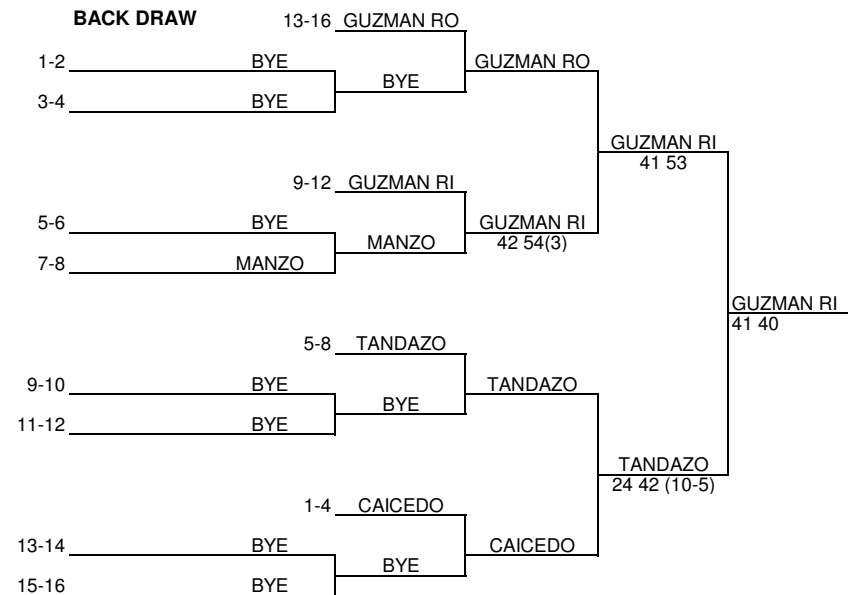 BACK DRAW
13-16 GUZMAN RO
1-2 BYE GUZMAN RO
BYE
3-4 BYE
GUZMAN RI
41 53
9-12 GUZMAN RI
5-6 BYE GUZMAN RI
MANZO 42 54(3)
7-8 MANZO
GUZMAN RI
41 40
5-8 TANDAZO
9-10 BYE TANDAZO
BYE
11-12 BYE
TANDAZO
24 42 (10-5)
1-4 CAICEDO
13-14 BYE CAICEDO
BYE
15-16 BYE